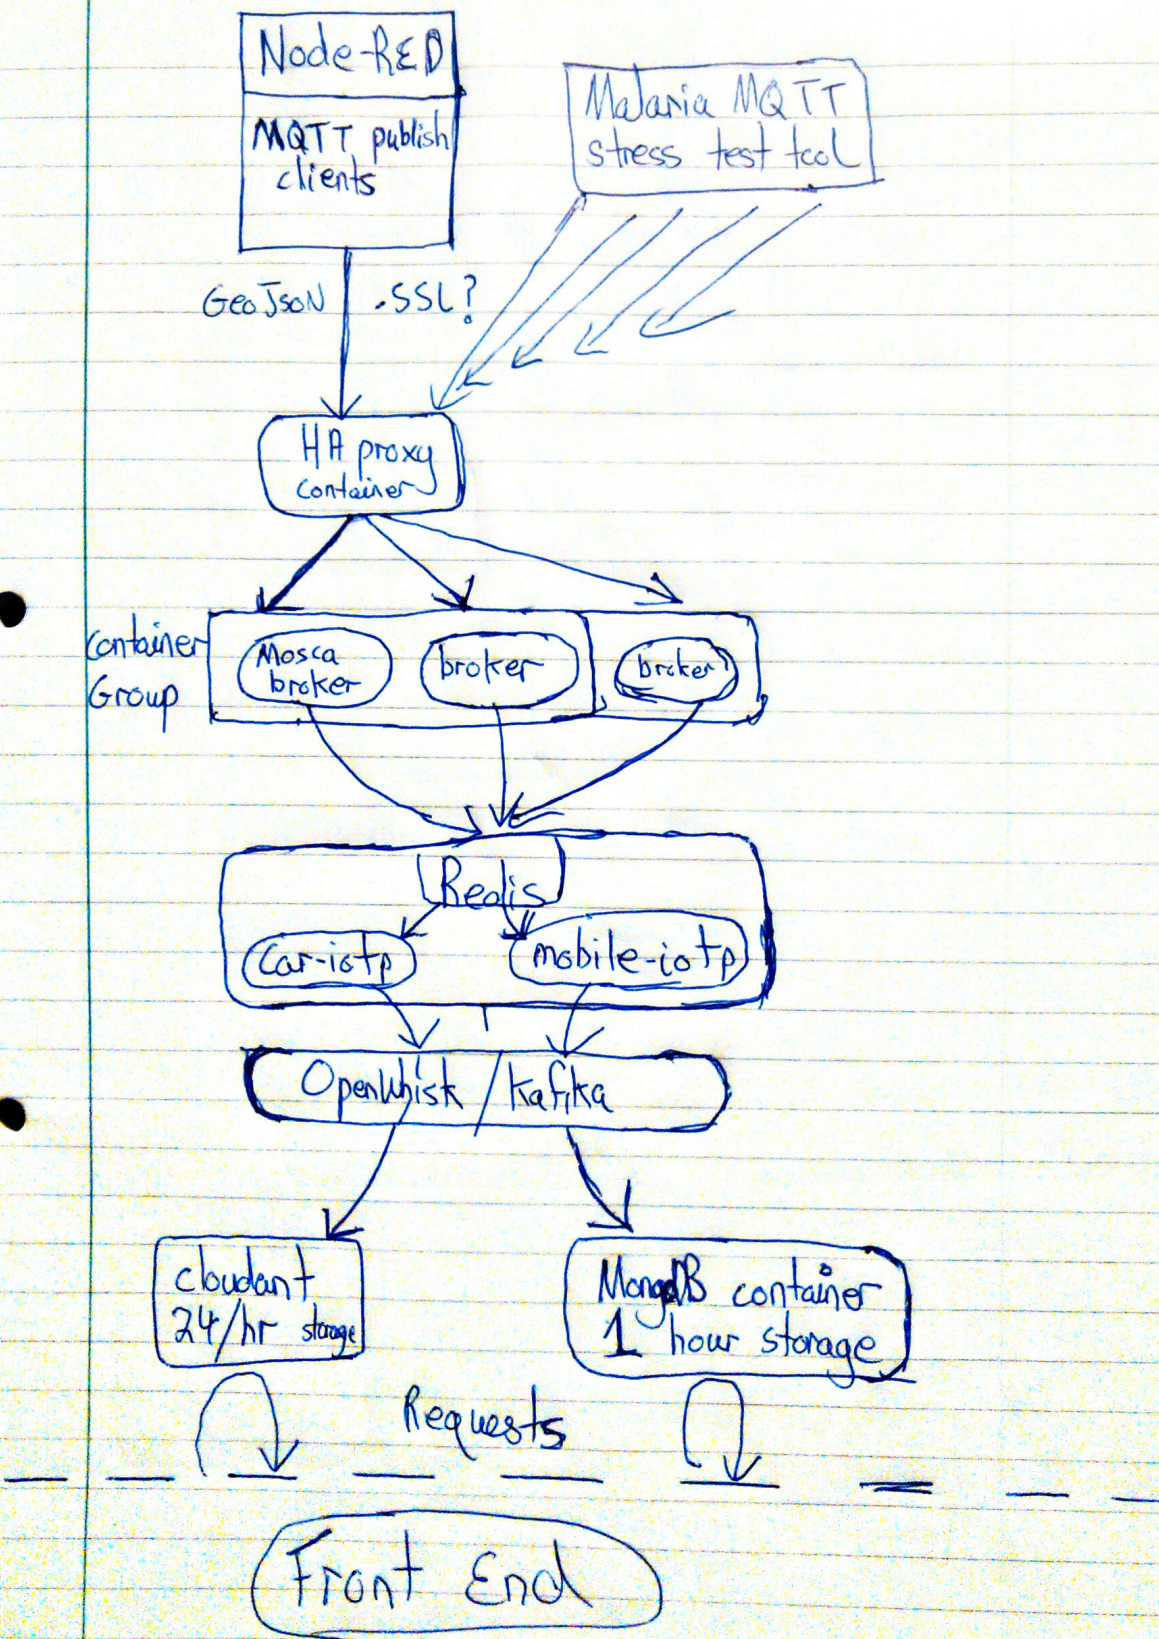 Node-RED
MQTT publish
clients
Malaria MQTT
stress test tool
GeoJSON
.SSL?
HA proxy
container
Container
Group
Mosca
broker
broker
broker
Redis
Car-iotp
mobile-iotp
OpenWhisk / Kafka
cloudant
24/hr storage
MongoDB container
1 hour storage
Requests
Front End